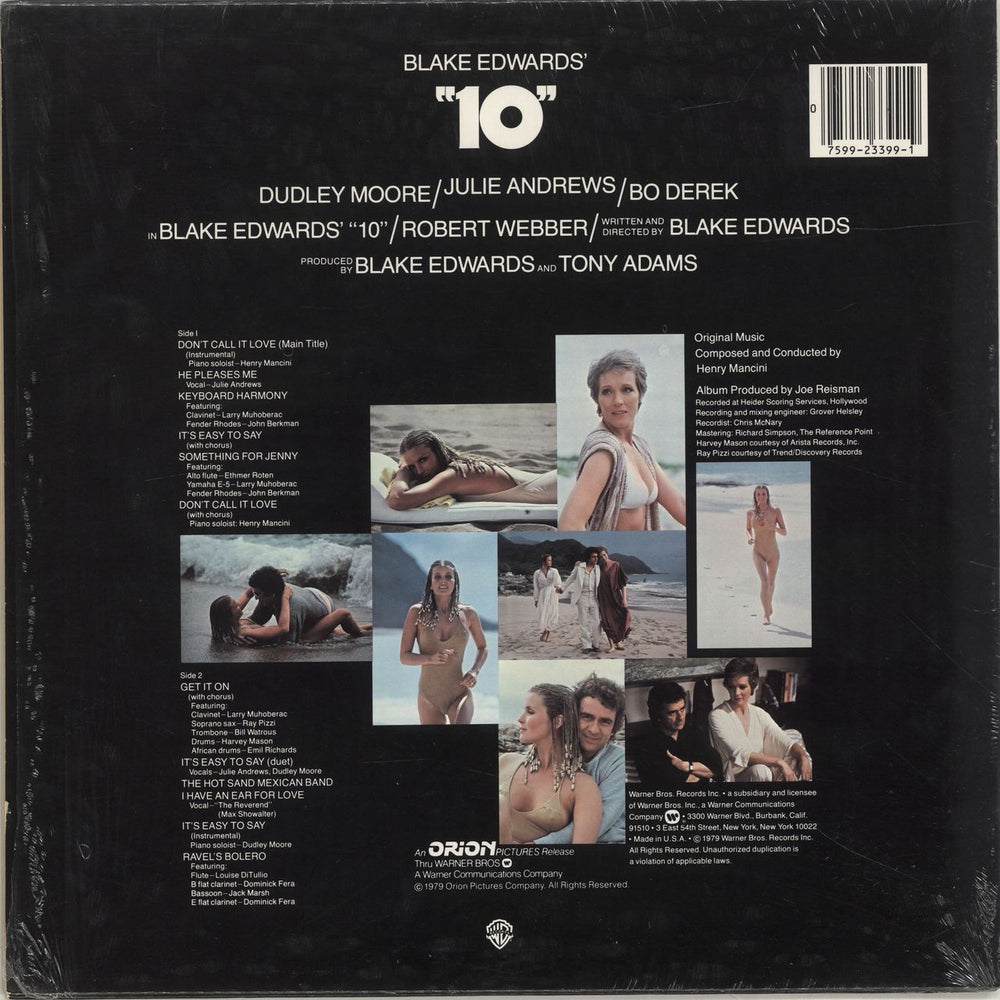 BLAKE EDWARDS'
"10"
0
7599-23399-1
DUDLEY MOORE/JULIE ANDREWS/BO DEREK
IN BLAKE EDWARDS' "10"/ROBERT WEBBER/WRITTEN AND DIRECTED BY BLAKE EDWARDS
PRODUCED BY BLAKE EDWARDS AND TONY ADAMS
Side I
DON'T CALL IT LOVE (Main Title)
(Instrumental)
Piano soloist–Henry Mancini
HE PLEASES ME
Vocal–Julie Andrews
KEYBOARD HARMONY
Featuring:
Clavinet–Larry Muhoberac
Fender Rhodes–John Berkman
IT'S EASY TO SAY
(with chorus)
SOMETHING FOR JENNY
Featuring:
Alto flute–Ethmer Roten
Yamaha E-5–Larry Muhoberac
Fender Rhodes–John Berkman
DON'T CALL IT LOVE
(with chorus)
Piano soloist: Henry Mancini
Original Music
Composed and Conducted by
Henry Mancini
Album Produced by Joe Reisman
Recorded at Heider Scoring Services, Hollywood
Recording and mixing engineer: Grover Helsley
Recordist: Chris McNary
Mastering: Richard Simpson, The Reference Point
Harvey Mason courtesy of Arista Records, Inc.
Ray Pizzi courtesy of Trend/Discovery Records
Side 2
GET IT ON
(with chorus)
Featuring:
Clavinet–Larry Muhoberac
Soprano sax–Ray Pizzi
Trombone–Bill Watrous
Drums–Harvey Mason
African drums–Emil Richards
IT'S EASY TO SAY (duet)
Vocals–Julie Andrews, Dudley Moore
THE HOT SAND MEXICAN BAND
I HAVE AN EAR FOR LOVE
Vocal–"The Reverend"
(Max Showalter)
IT'S EASY TO SAY
(Instrumental)
Piano soloist–Dudley Moore
RAVEL'S BOLERO
Featuring:
Flute–Louise DiTullio
B flat clarinet–Dominick Fera
Bassoon–Jack Marsh
E flat clarinet–Dominick Fera
An ORION PICTURES Release
Thru WARNER BROS
A Warner Communications Company
© 1979 Orion Pictures Company. All Rights Reserved.
Warner Bros. Records Inc. • a subsidiary and licensee
of Warner Bros. Inc., a Warner Communications
Company • 3300 Warner Blvd., Burbank, Calif.
91510 • 3 East 54th Street, New York, New York 10022
• Made in U.S.A. • © 1979 Warner Bros. Records Inc.
All Rights Reserved. Unauthorized duplication is
a violation of applicable laws.